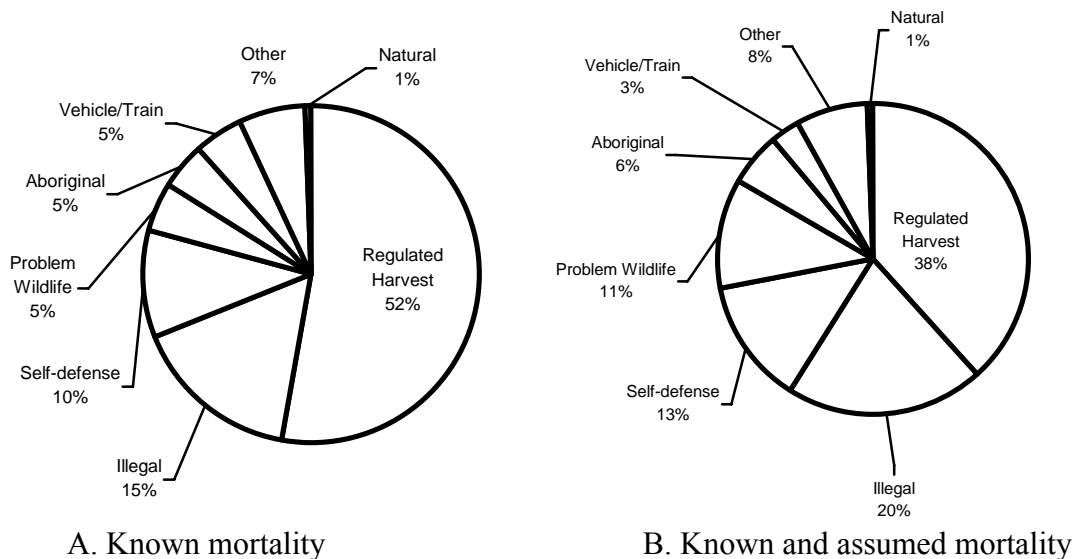 Other
7%
Natural
1%
Vehicle/Train
5%
Aboriginal
5%
Problem
Wildlife
5%
Self-defense
10%
Illegal
15%
Regulated
Harvest
52%
A. Known mortality
Natural
1%
Other
8%
Vehicle/Train
3%
Aboriginal
6%
Problem Wildlife
11%
Self-defense
13%
Illegal
20%
Regulated
Harvest
38%
B. Known and assumed mortality